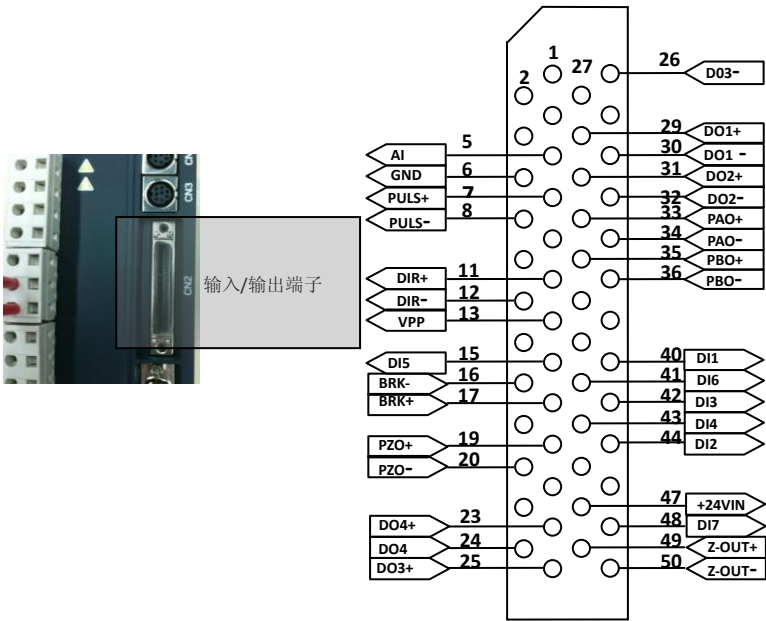 1
2
27
26 D03-
29 DO1+
30 DO1 -
31 DO2+
32 DO2-
33 PAO+
34 PAO-
35 PBO+
36 PBO-
AI 5
GND 6
PULS+ 7
PULS- 8
DIR+ 11
DIR- 12
VPP 13
DI5 15
BRK- 16
BRK+ 17
PZO+ 19
PZO- 20
DO4+ 23
DO4 24
DO3+ 25
40 DI1
41 DI6
42 DI3
43 DI4
44 DI2
47 +24VIN
48 DI7
49 Z-OUT+
50 Z-OUT-
CN3
CN2
输入/输出端子